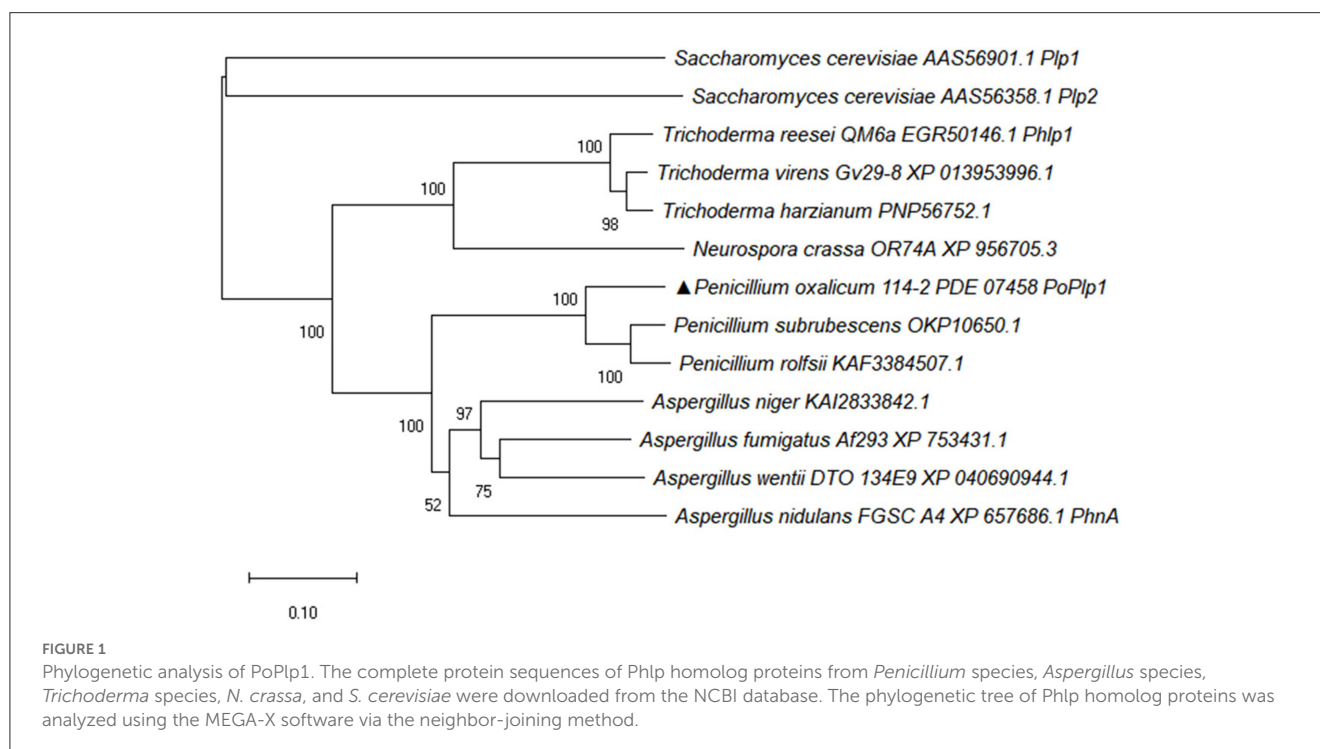 Saccharomyces cerevisiae AAS56901.1 Plp1
Saccharomyces cerevisiae AAS56358.1 Plp2
Trichoderma reesei QM6a EGR50146.1 Phlp1
100
Trichoderma virens Gv29-8 XP 013953996.1
100
Trichoderma harzianum PNP56752.1
98
Neurospora crassa OR74A XP 956705.3
▲Penicillium oxalicum 114-2 PDE 07458 PoPlp1
100
Penicillium subrubescens OKP10650.1
100
Penicillium rolfsii KAF3384507.1
100
Aspergillus niger KAI2833842.1
97
100
Aspergillus fumigatus Af293 XP 753431.1
Aspergillus wentii DTO 134E9 XP 040690944.1
75
52
Aspergillus nidulans FGSC A4 XP 657686.1 PhnA
0.10
FIGURE 1
Phylogenetic analysis of PoPlp1. The complete protein sequences of Phlp homolog proteins from Penicillium species, Aspergillus species,
Trichoderma species, N. crassa, and S. cerevisiae were downloaded from the NCBI database. The phylogenetic tree of Phlp homolog proteins was
analyzed using the MEGA-X software via the neighbor-joining method.